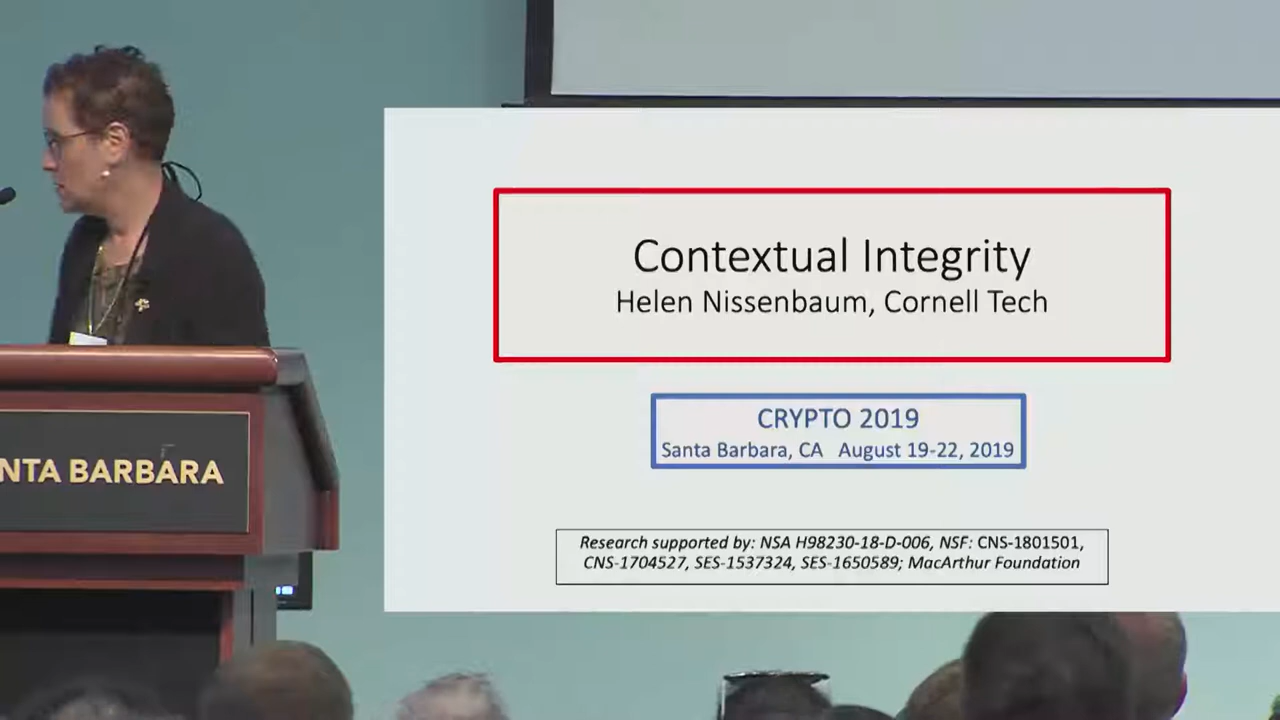 Contextual Integrity
Helen Nissenbaum, Cornell Tech
CRYPTO 2019
Santa Barbara, CA August 19-22, 2019
Research supported by: NSA H98230-18-D-006, NSF: CNS-1801501,
CNS-1704527, SES-1537324, SES-1650589; MacArthur Foundation
NTA BARBARA